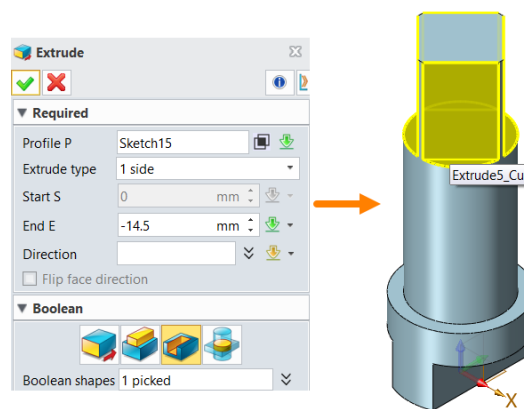 Extrude
▼ Required
Profile P Sketch15
Extrude type 1 side
Start S 0 mm
End E -14.5 mm
Direction
Flip face direction
▼ Boolean
Boolean shapes 1 picked
Extrude5_Cu
X